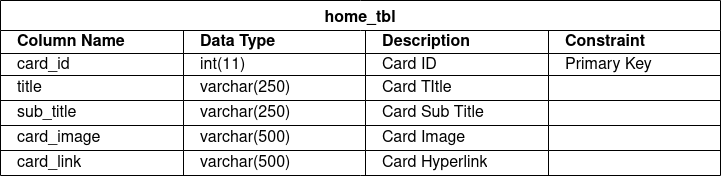 home_tbl
Column Name Data Type Description Constraint
card_id int(11) Card ID Primary Key
title varchar(250) Card TItle
sub_title varchar(250) Card Sub Title
card_image varchar(500) Card Image
card_link varchar(500) Card Hyperlink